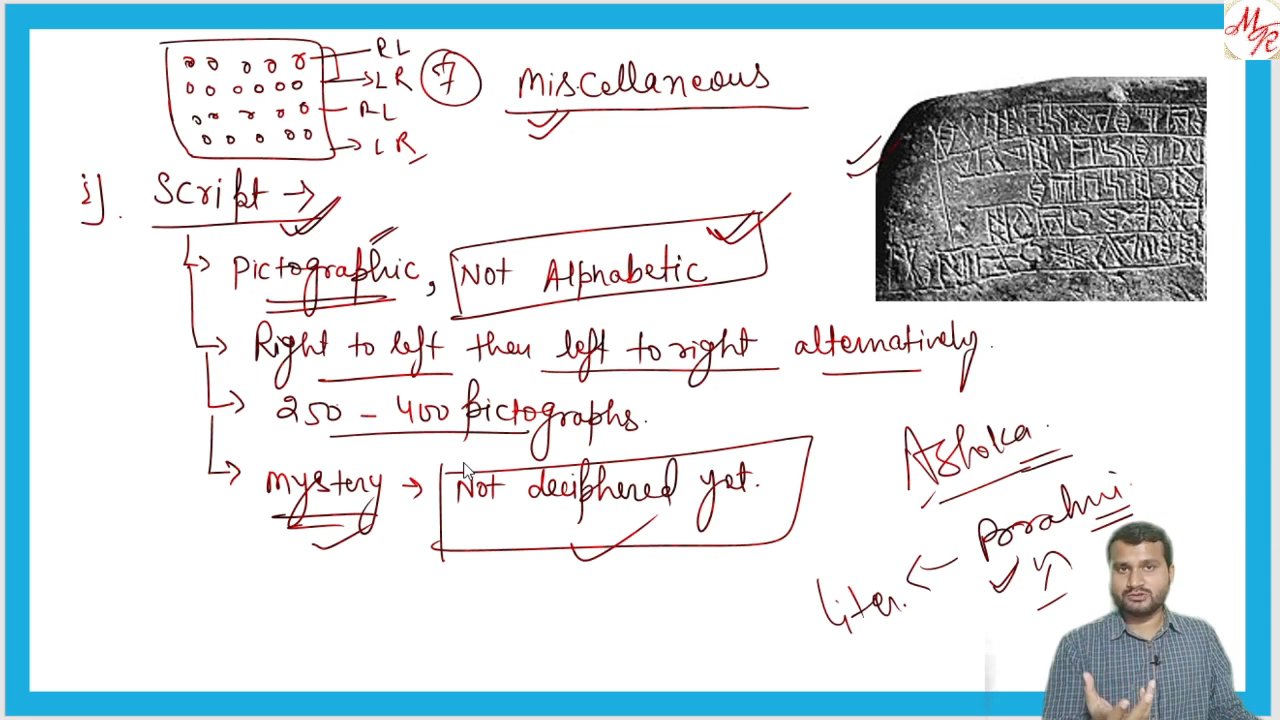 MR
RL
LR
RL
LR
7 Miscellaneous
i). Script →
pictographic, Not Alphabetic
Right to left then left to right alternatively.
250 - 400 pictographs.
mystery → Not deciphered yet.
Ashoka.
Brahmi
liter.